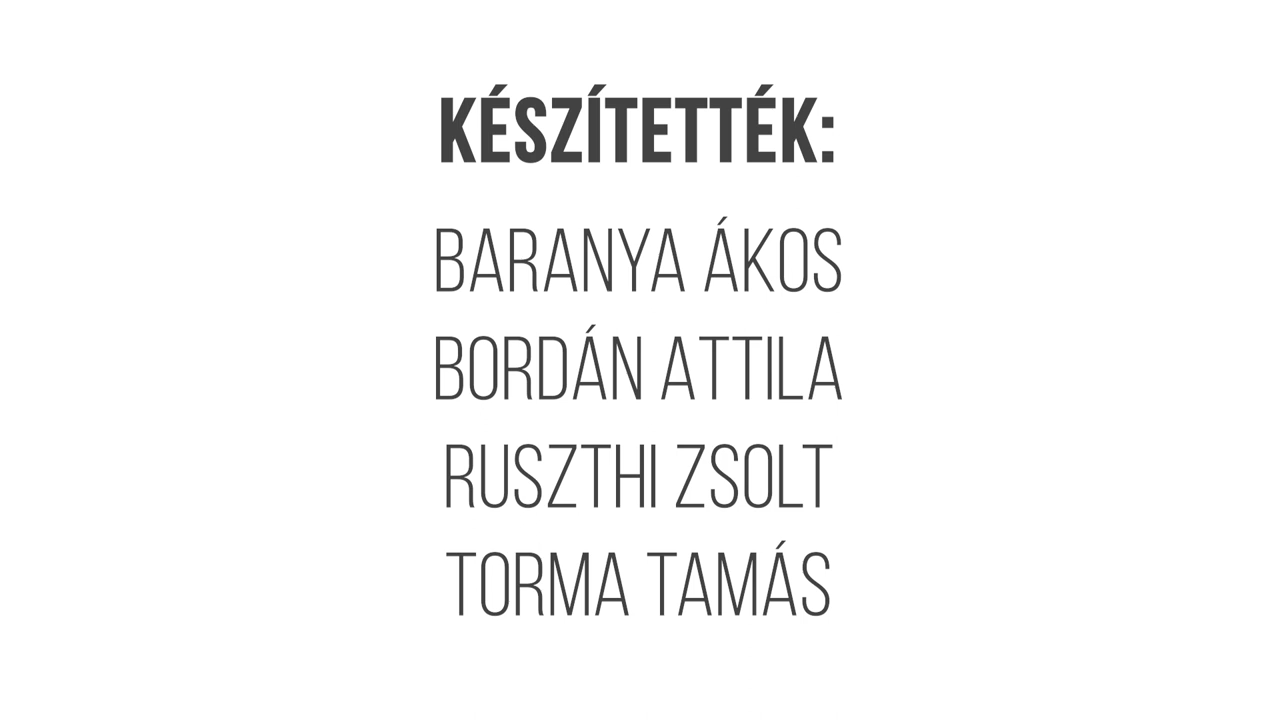 KÉSZÍTETTÉK:
BARANYA ÁKOS
BORDÁN ATTILA
RUSZTHI ZSOLT
TORMA TAMÁS